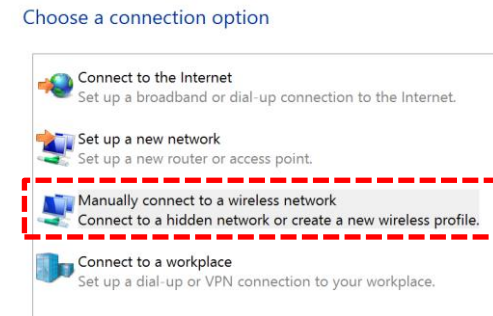 Choose a connection option
Connect to the Internet
Set up a broadband or dial-up connection to the Internet.
Set up a new network
Set up a new router or access point.
Manually connect to a wireless network
Connect to a hidden network or create a new wireless profile.
Connect to a workplace
Set up a dial-up or VPN connection to your workplace.